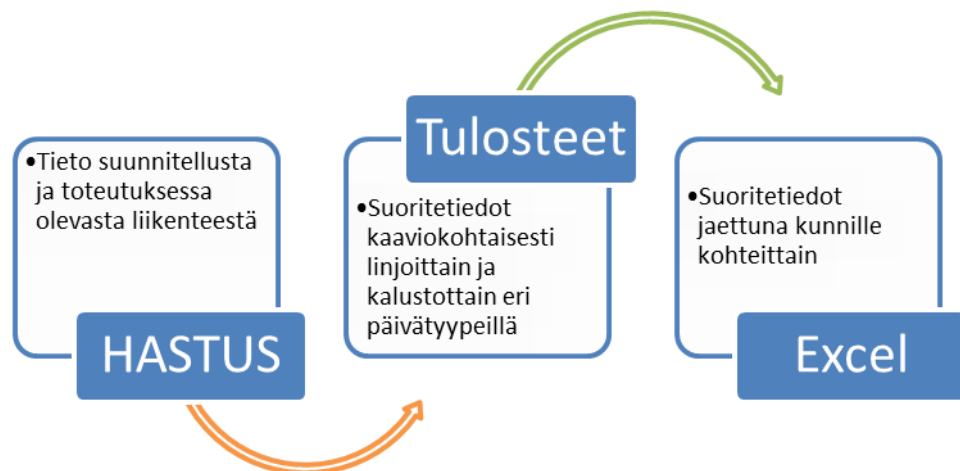 •Tieto suunnitellusta
ja toteutuksessa
olevasta liikenteestä
HASTUS
Tulosteet
•Suoritetiedot
kaaviokohtaisesti
linjoittain ja
kalustottain eri
päivätyypeillä
•Suoritetiedot
jaettuna kunnille
kohteittain
Excel